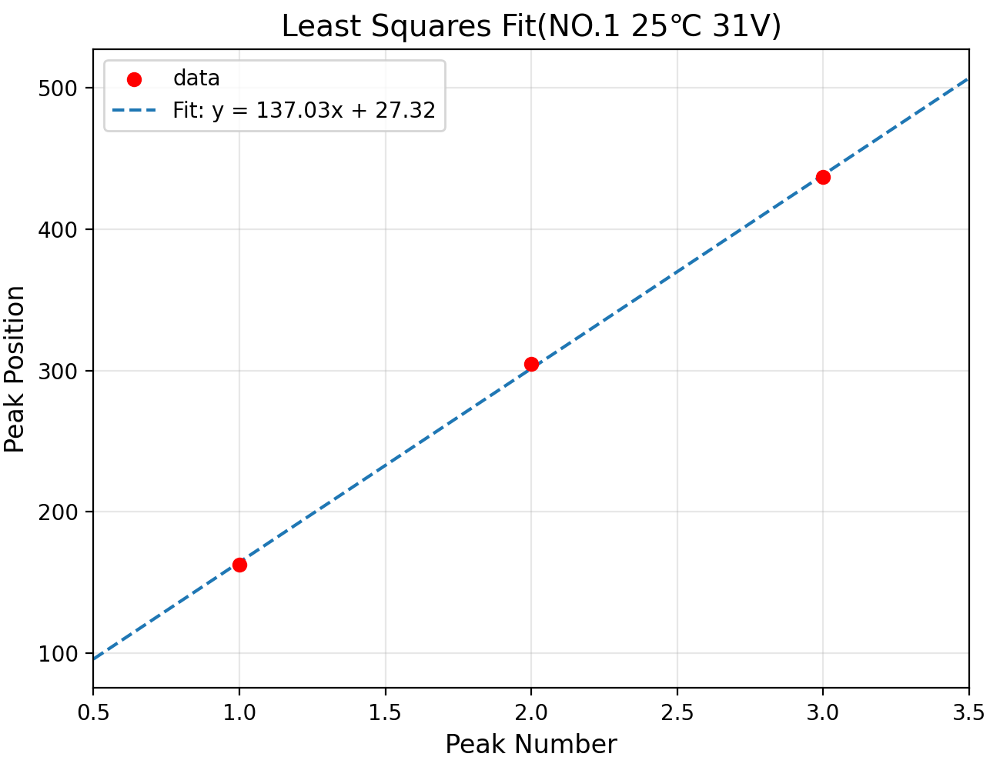 Least Squares Fit(NO.1 25℃ 31V)
data
Fit: y = 137.03x + 27.32
500
400
300
200
100
Peak Position
0.5 1.0 1.5 2.0 2.5 3.0 3.5
Peak Number